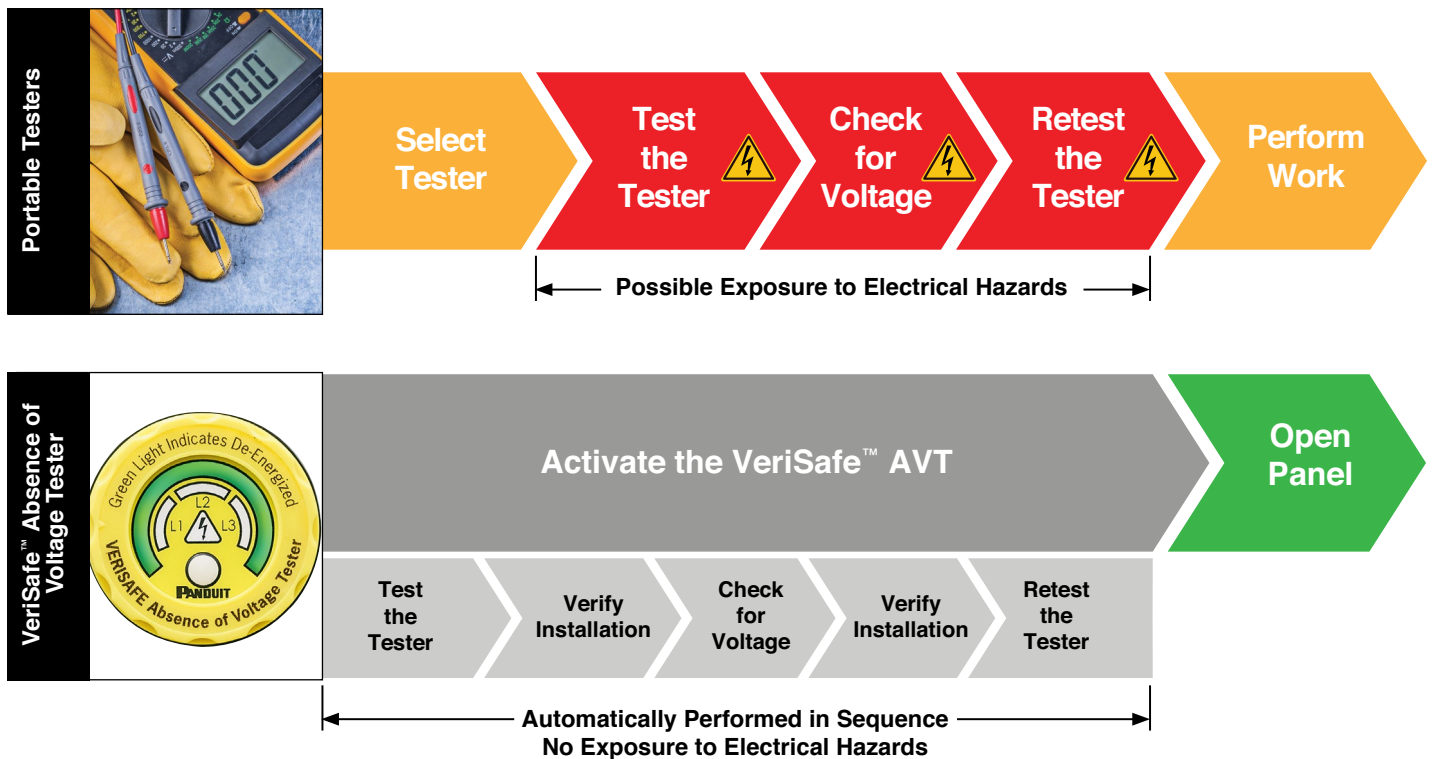 Portable Testers
000
Select
Tester
Test
the
Tester
Check
for
Voltage
Retest
the
Tester
Perform
Work
Possible Exposure to Electrical Hazards
VeriSafe™ Absence of
Voltage Tester
Green Light Indicates De-Energized
L1
L2
L3
PANDUIT
VERISAFE Absence of Voltage Tester
Activate the VeriSafe™ AVT
Open
Panel
Test
the
Tester
Verify
Installation
Check
for
Voltage
Verify
Installation
Retest
the
Tester
Automatically Performed in Sequence
No Exposure to Electrical Hazards